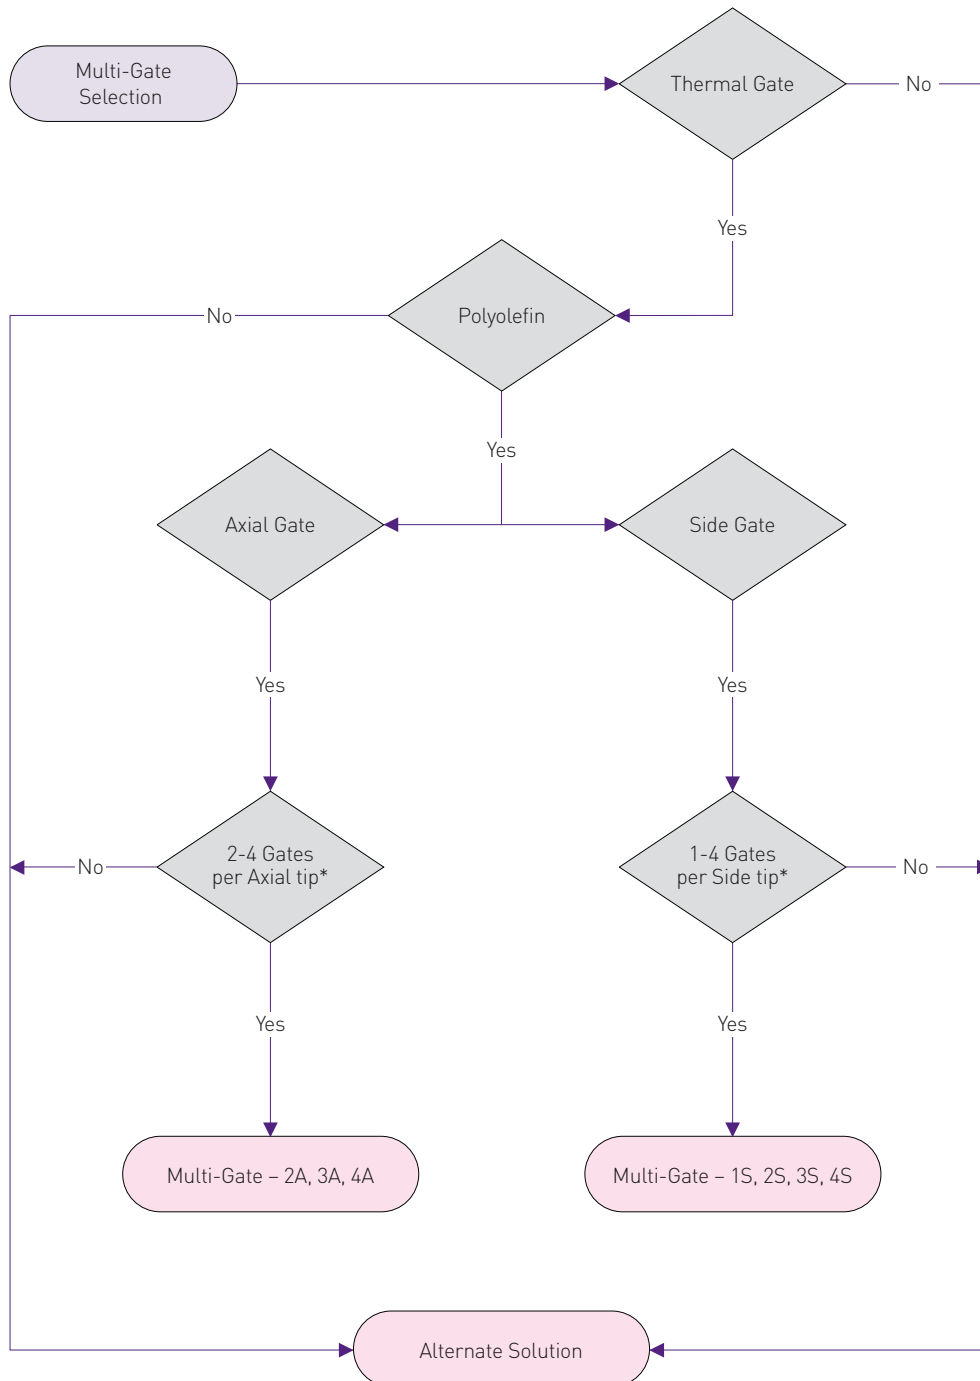 Multi-Gate
Selection
Thermal Gate
No
Yes
No
Polyolefin
Yes
Axial Gate
Side Gate
Yes
Yes
No
2-4 Gates
per Axial tip*
1-4 Gates
per Side tip*
No
Yes
Yes
Multi-Gate – 2A, 3A, 4A
Multi-Gate – 1S, 2S, 3S, 4S
Alternate Solution